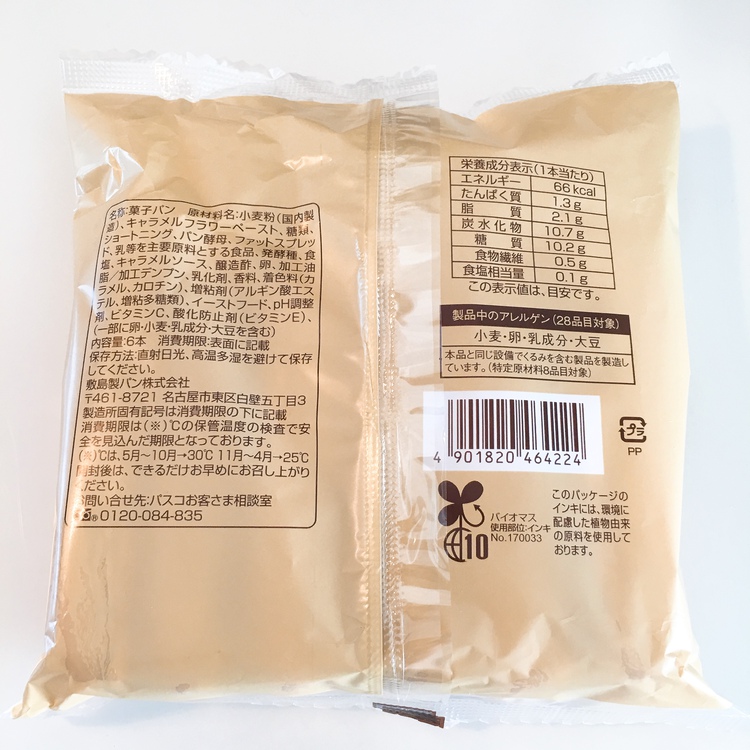 名称:菓子パン 原材料名:小麦粉(国内製
造)、キャラメルフラワーペースト、糖類、
ショートニング、パン酵母、ファットスプレッ
ド、乳等を主要原料とする食品、発酵種、食
塩、キャラメルソース、醸造酢、卵、加工油
脂/加工デンプン、乳化剤、香料、着色料(カ
ラメル、カロチン)、増粘剤(アルギン酸エス
テル、増粘多糖類)、イーストフード、pH調整
剤、ビタミンC、酸化防止剤(ビタミンE)、
(一部に卵・小麦・乳成分・大豆を含む)
内容量:6本 消費期限:表面に記載
保存方法:直射日光、高温多湿を避けて保存
してください。
敷島製パン株式会社
〒461-8721 名古屋市東区白壁五丁目3
製造所固有記号は消費期限の下に記載
消費期限は(※)℃の保管温度の検査で安
全を見込んだ期限となっております。
(※)℃は、5月~10月→30℃ 11月~4月→25℃
開封後は、できるだけお早めにお召し上がり
ください。
お問い合せ先:パスコお客さま相談室
0120-084-835
栄養成分表示(1本当たり)
エネルギー 66kcal
たんぱく質 1.3g
脂質 2.1g
炭水化物 10.7g
糖質 10.2g
食物繊維 0.5g
食塩相当量 0.1g
この表示値は、目安です。
製品中のアレルゲン(28品目対象)
小麦・卵・乳成分・大豆
本品と同じ設備でくるみを含む製品を製造し
ています。(特定原材料8品目対象)
4 901820 464224
プラ
PP
バイオマス
使用部位:インキ
No.170033
10
このパッケージの
インキには、環境に
配慮した植物由来
の原料を使用して
おります。